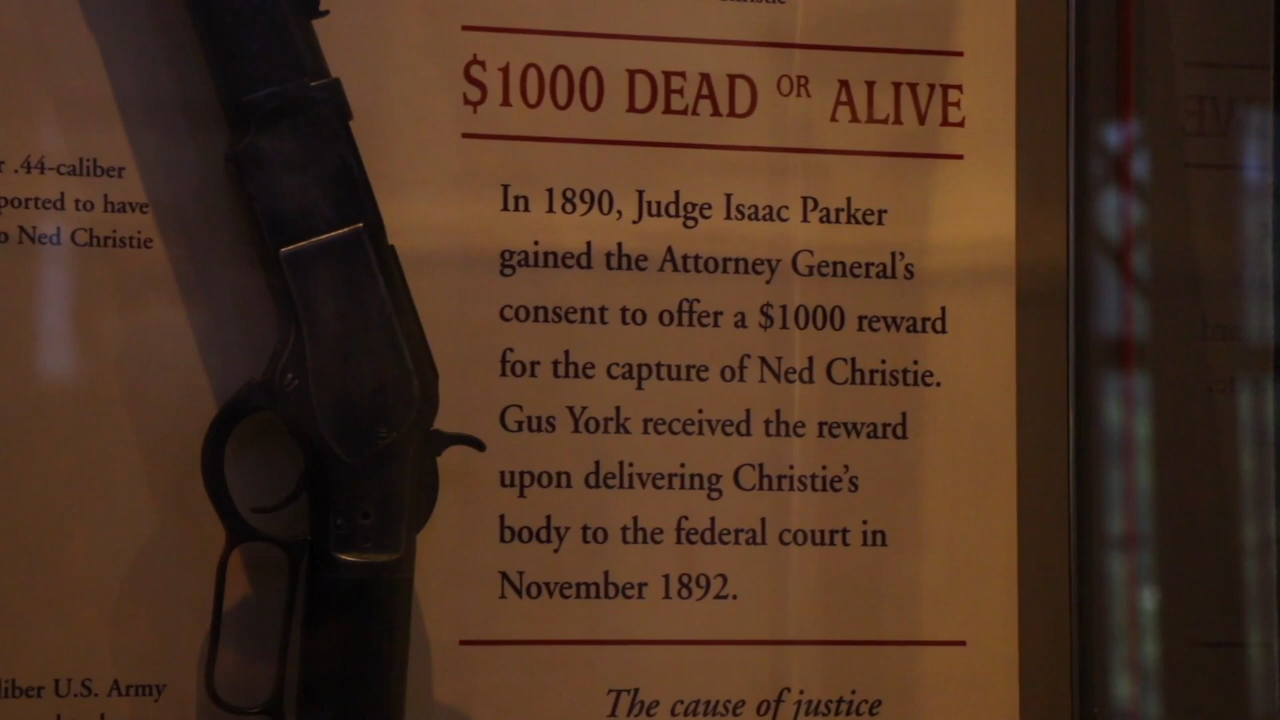 $1000 DEAD OR ALIVE
In 1890, Judge Isaac Parker
gained the Attorney General's
consent to offer a $1000 reward
for the capture of Ned Christie.
Gus York received the reward
upon delivering Christie's
body to the federal court in
November 1892.
The cause of justice
.44-caliber
ported to have
Ned Christie
liber U.S. Army